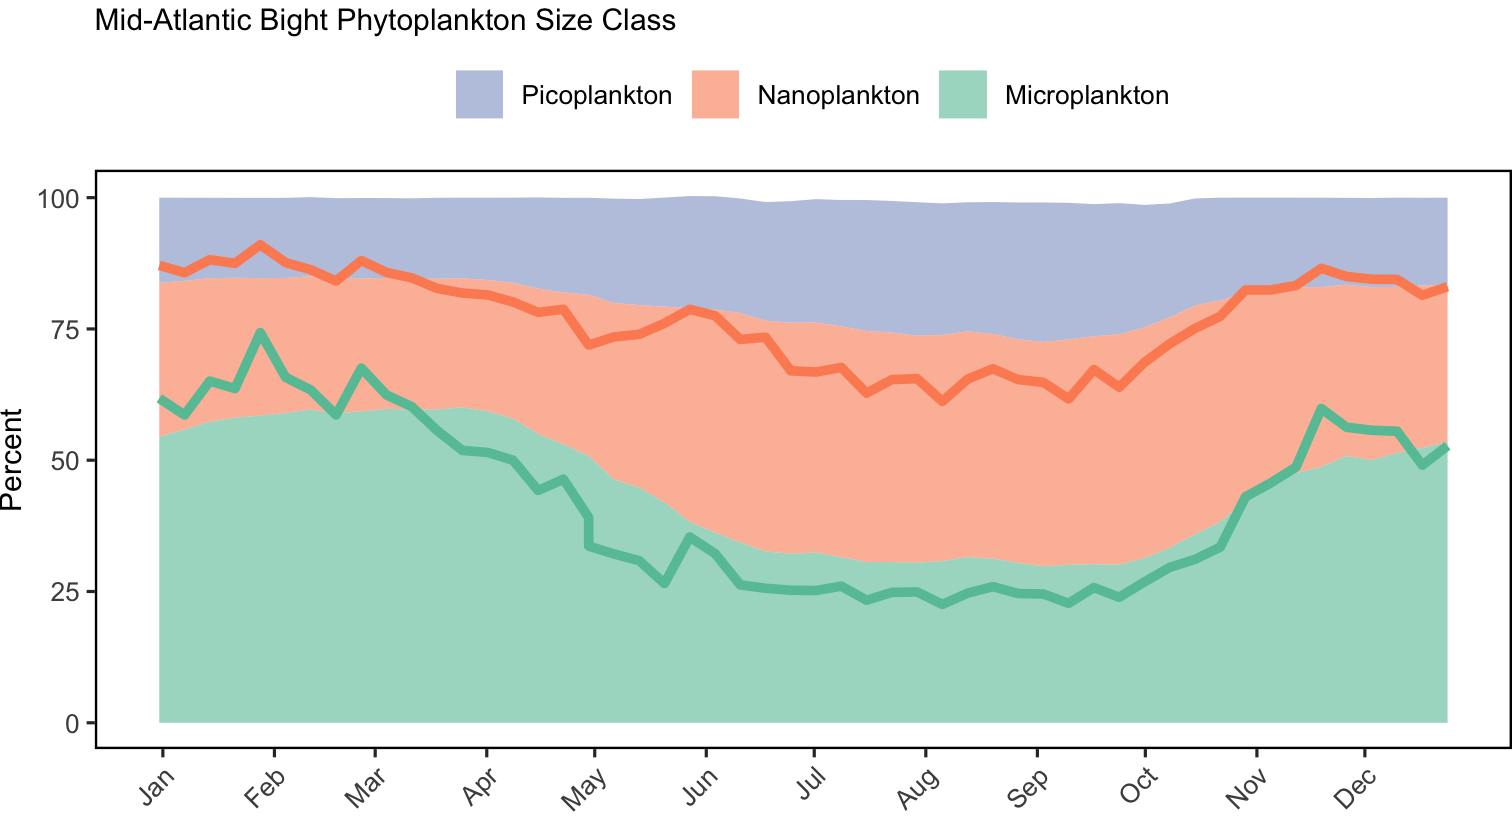 Mid-Atlantic Bight Phytoplankton Size Class
Picoplankton Nanoplankton Microplankton
Percent
100
75
50
25
0
Jan Feb Mar Apr May Jun Jul Aug Sep Oct Nov Dec